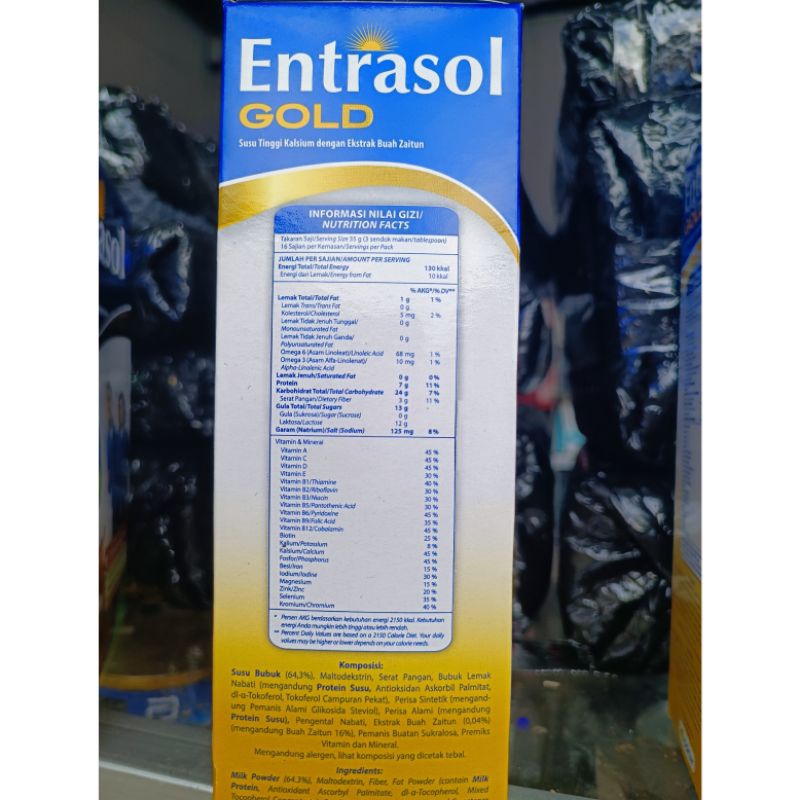 Entrasol
GOLD
Susu Tinggi Kalsium dengan Ekstrak Buah Zaitun
INFORMASI NILAI GIZI/
NUTRITION FACTS
Takaran Saji/Serving Size 35 g (3 sendok makan/tablespoon)
16 Sajian per Kemasan/Servings per Pack
JUMLAH PER SAJIAN/AMOUNT PER SERVING
Energi Total/Total Energy 130 kkal
Energi dari Lemak/Energy from Fat 10 kkal
% AKG*/% DV**
Lemak Total/Total Fat 1 g 1 %
Lemak Trans/Trans Fat 0 g
Kolesterol/Cholesterol 5 mg 2 %
Lemak Tidak Jenuh Tunggal/ 0 g
Monounsaturated Fat
Lemak Tidak Jenuh Ganda/ 0 g
Polyunsaturated Fat
Omega 6 (Asam Linoleat)/Linoleic Acid 68 mg 1 %
Omega 3 (Asam Alfa-Linolenat)/ 10 mg 1 %
Alpha-Linolenic Acid
Lemak Jenuh/Saturated Fat 0 g 0 %
Protein 7 g 11 %
Karbohidrat Total/Total Carbohydrate 24 g 7 %
Serat Pangan/Dietary Fiber 3 g 11 %
Gula Total/Total Sugars 13 g
Gula (Sukrosa)/Sugar (Sucrose) 0 g
Laktosa/Lactose 12 g
Garam (Natrium)/Salt (Sodium) 125 mg 8 %
Vitamin & Mineral
Vitamin A 45 %
Vitamin C 45 %
Vitamin D 45 %
Vitamin E 30 %
Vitamin B1/Thiamine 40 %
Vitamin B2/Riboflavin 30 %
Vitamin B3/Niacin 30 %
Vitamin B5/Pantothenic Acid 30 %
Vitamin B6/Pyridoxine 45 %
Vitamin B9/Folic Acid 35 %
Vitamin B12/Cobalamin 45 %
Biotin 25 %
Kalium/Potassium 8 %
Kalsium/Calcium 45 %
Fosfor/Phosphorus 45 %
Besi/Iron 15 %
Iodium/Iodine 30 %
Magnesium 15 %
Zink/Zinc 20 %
Selenium 35 %
Kromium/Chromium 40 %
* Persen AKG berdasarkan kebutuhan energi 2150 kkal. Kebutuhan
energi Anda mungkin lebih tinggi atau lebih rendah.
** Percent Daily Values are based on a 2150 Calorie Diet. Your daily
values may be higher or lower depends on your calorie needs.
Komposisi:
Susu Bubuk (64,3%), Maltodekstrin, Serat Pangan, Bubuk Lemak
Nabati (mengandung Protein Susu, Antioksidan Askorbil Palmitat,
dl-α-Tokoferol, Tokoferol Campuran Pekat), Perisa Sintetik (mengand-
ung Pemanis Alami Glikosida Steviol), Perisa Alami (mengandung
Protein Susu), Pengental Nabati, Ekstrak Buah Zaitun (0,04%)
(mengandung Buah Zaitun 16%), Pemanis Buatan Sukralosa, Premiks
Vitamin dan Mineral.
Mengandung alergen, lihat komposisi yang dicetak tebal.
Ingredients:
Milk Powder (64.3%), Maltodextrin, Fiber, Fat Powder (contain Milk
Protein, Antioxidant Ascorbyl Palmitate, dl-α-Tocopherol, Mixed